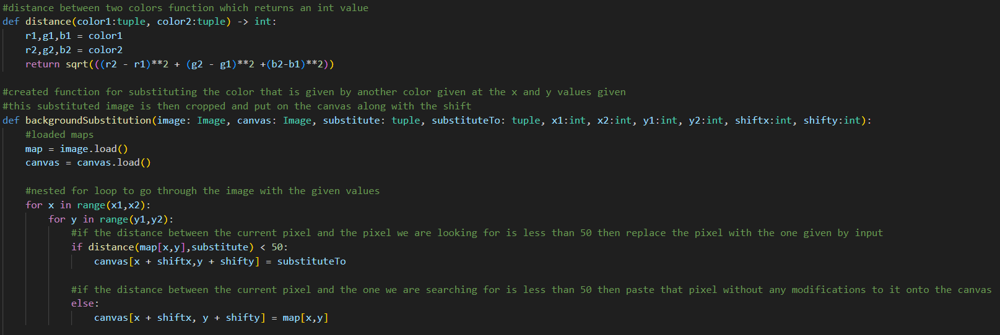 #distance between two colors function which returns an int value
def distance(color1:tuple, color2:tuple) -> int:
    r1,g1,b1 = color1
    r2,g2,b2 = color2
    return sqrt(((r2 - r1)**2 + (g2 - g1)**2 +(b2-b1)**2))

#created function for substituting the color that is given by another color given at the x and y values given
#this substituted image is then cropped and put on the canvas along with the shift
def backgroundSubstitution(image: Image, canvas: Image, substitute: tuple, substituteTo: tuple, x1:int, x2:int, y1:int, y2:int, shiftx:int, shifty:int):
    #loaded maps
    map = image.load()
    canvas = canvas.load()

    #nested for loop to go through the image with the given values
    for x in range(x1,x2):
        for y in range(y1,y2):
            #if the distance between the current pixel and the pixel we are looking for is less than 50 then replace the pixel with the one given by input
            if distance(map[x,y],substitute) < 50:
                canvas[x + shiftx,y + shifty] = substituteTo

            #if the distance between the current pixel and the one we are searching for is less than 50 then paste that pixel without any modifications to it onto the canvas
            else:
                canvas[x + shiftx, y + shifty] = map[x,y]